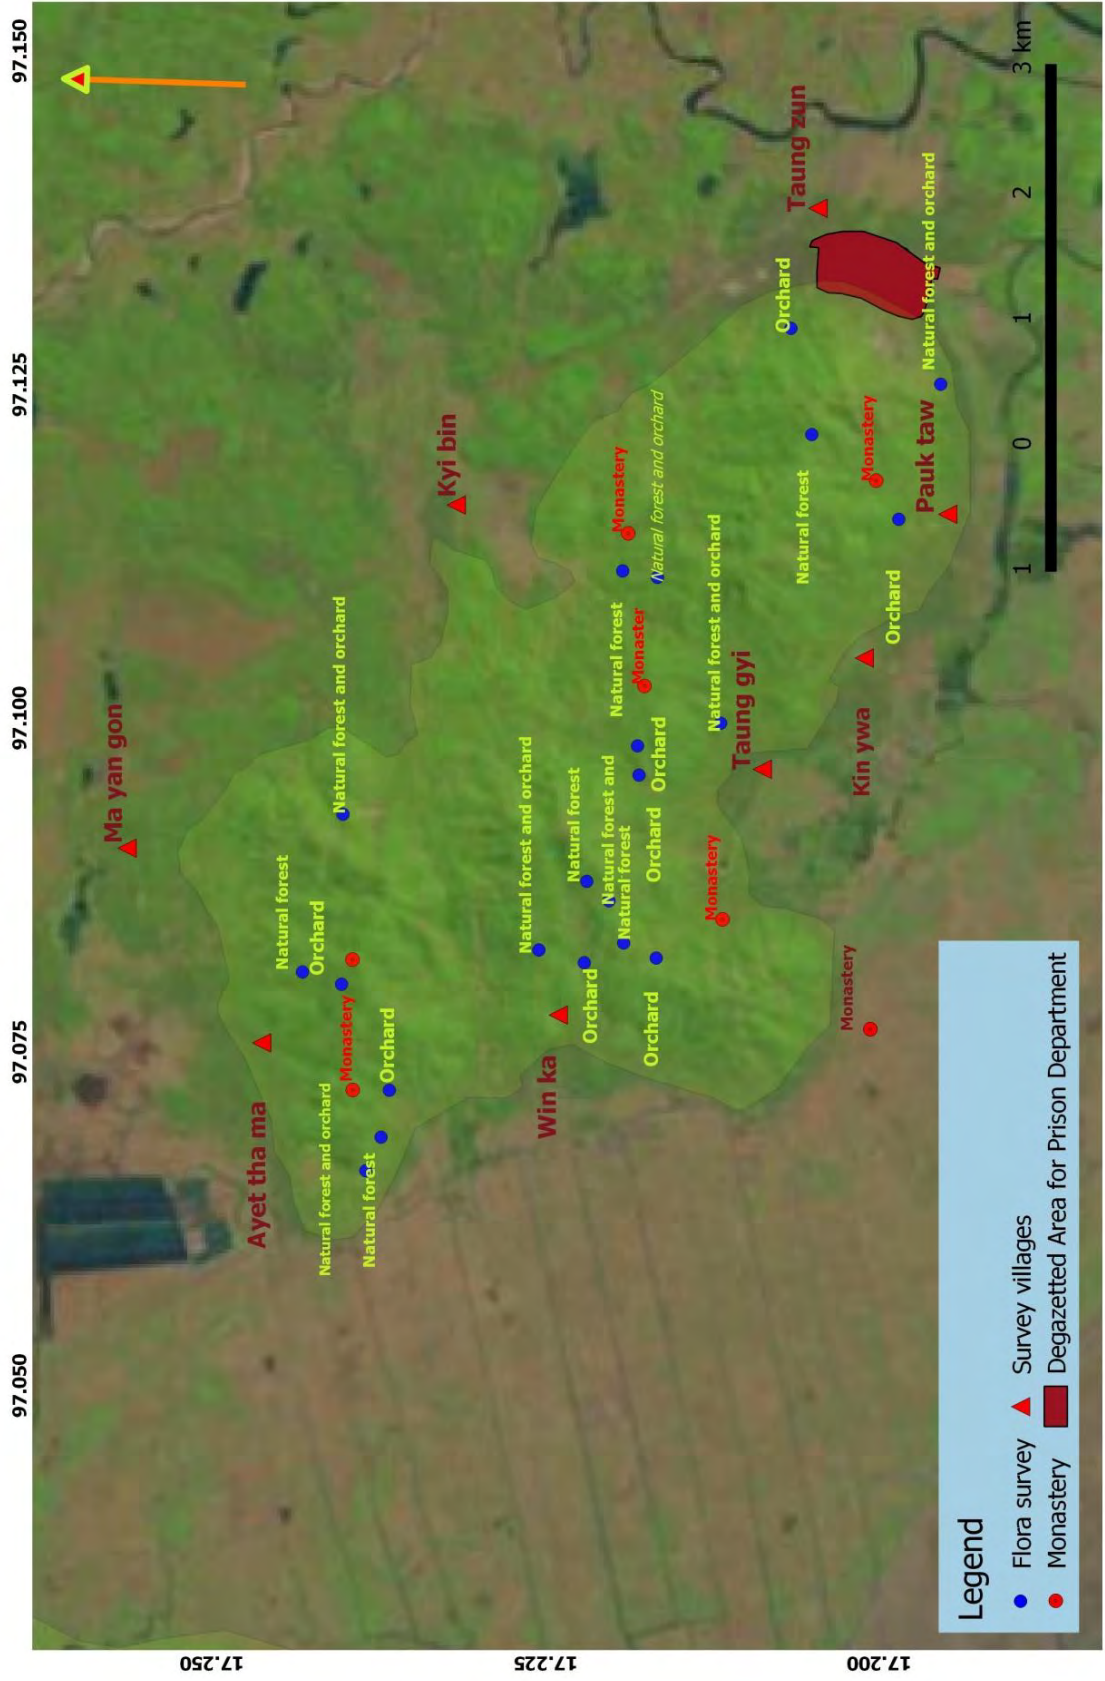 97.050
97.075
97.100
97.125
97.150
17.250
17.225
17.200
Ma yan gon
Ayet tha ma
Natural forest
Orchard
Natural forest and orchard
Monastery
Natural forest and orchard
Natural forest
Orchard
Kyi bin
Win ka
Natural forest and orchard
Natural forest
Orchard
Natural forest and
Natural forest
Orchard
Orchard
Orchard
Natural forest
Monaster
Monastery
Natural forest and orchard
Natural forest and orchard
Monastery
Taung gyi
Orchard
Taung zun
Natural forest
Monastery
Kin ywa
Monastery
Orchard
Pauk taw
Natural forest and orchard
Legend
Flora survey
Survey villages
Monastery
Degazetted Area for Prison Department
1 0 1 2 3 km